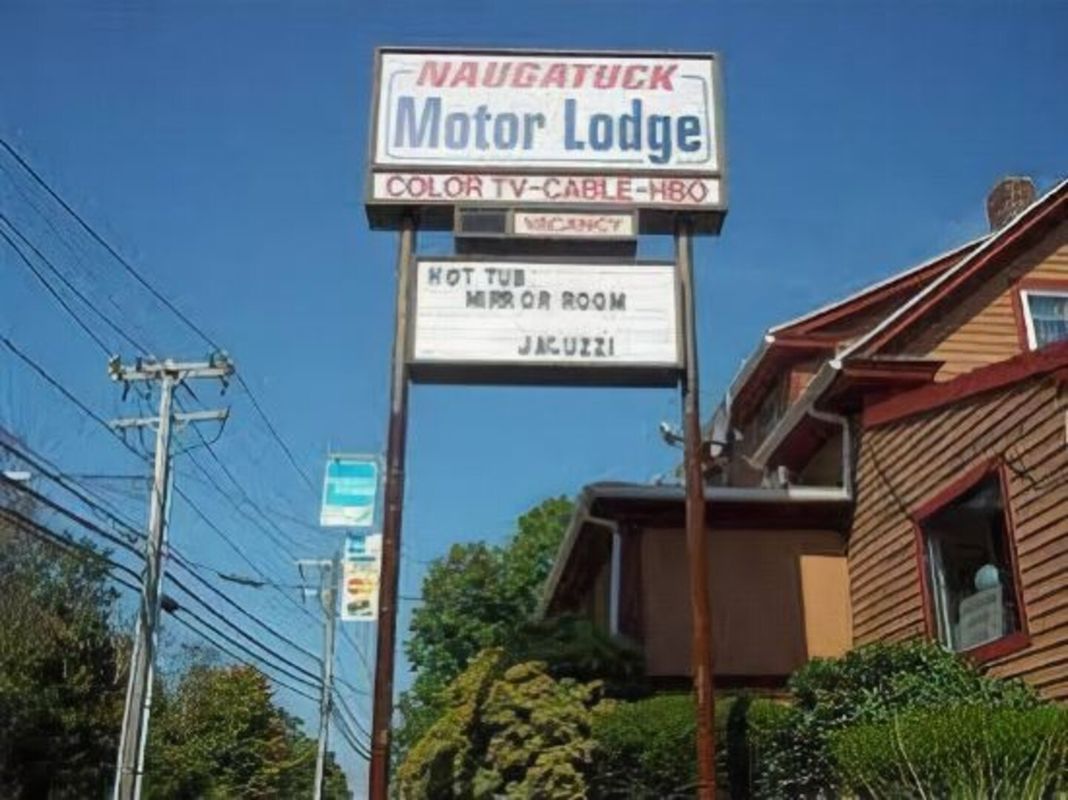 NAUGATUCK
Motor Lodge
COLOR TV-CABLE-HBO
VACANCY
HOT TUB
MIRROR ROOM
JACUZZI